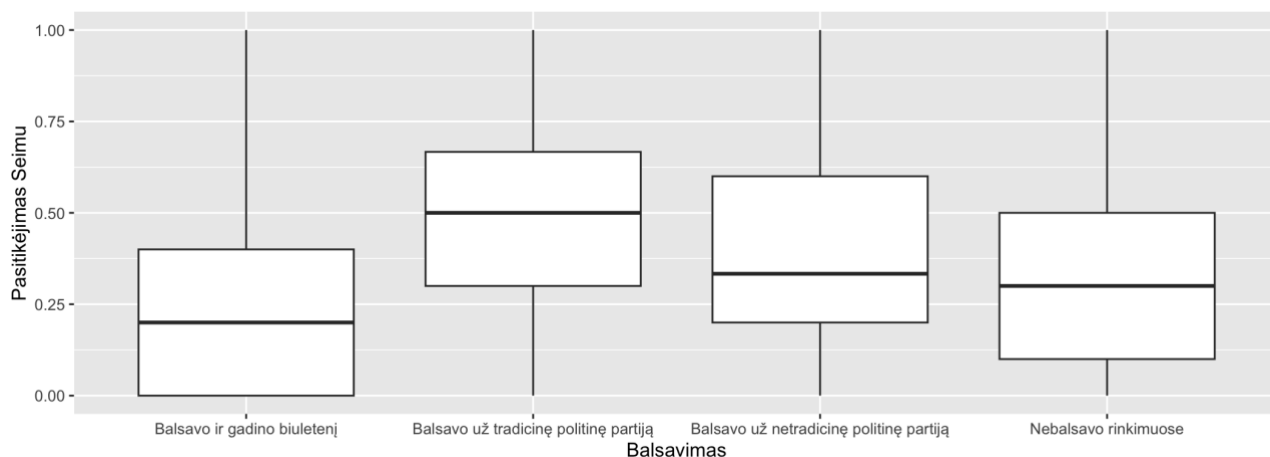 Pasitikėjimas Seimu
1.00
0.75
0.50
0.25
0.00
Balsavo ir gadino biuletenį
Balsavo už tradicinę politinę partiją
Balsavo už netradicinę politinę partiją
Nebalsavo rinkimuose
Balsavimas